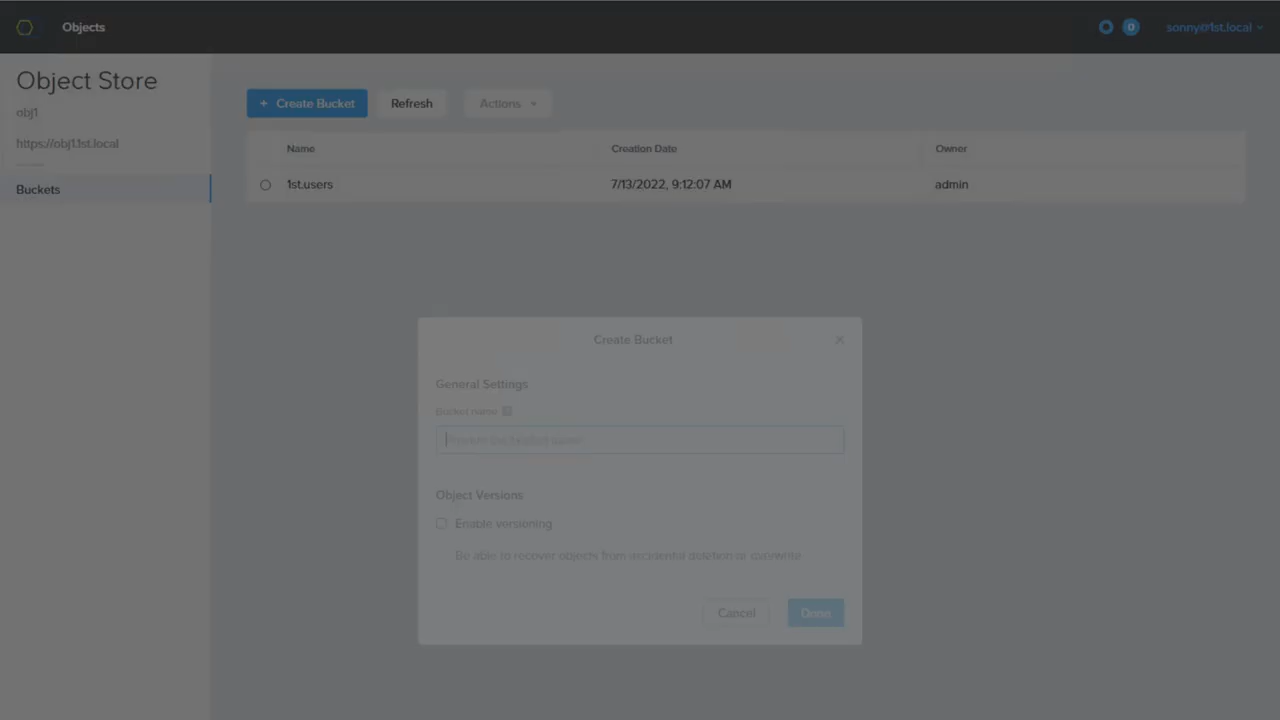 Objects
0
sonny@1st.local
Object Store
obj1
https://obj1.1st.local
Buckets
+ Create Bucket
Refresh
Actions
Name Creation Date Owner
1st.users 7/13/2022, 9:12:07 AM admin
Create Bucket
General Settings
Bucket name ?
Object Versions
Enable versioning
Be able to recover objects from incidental deletion or overwrite
Cancel
Done